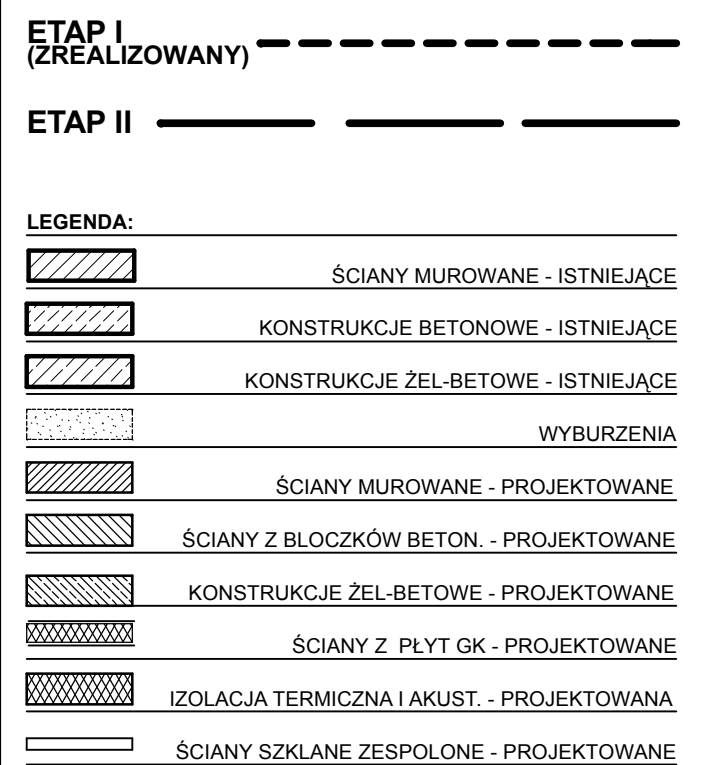 ETAP I
(ZREALIZOWANY)
ETAP II
LEGENDA:
ŚCIANY MUROWANE - ISTNIEJĄCE
KONSTRUKCJE BETONOWE - ISTNIEJĄCE
KONSTRUKCJE ŻEL-BETOWE - ISTNIEJĄCE
WYBURZENIA
ŚCIANY MUROWANE - PROJEKTOWANE
ŚCIANY Z BLOCZKÓW BETON. - PROJEKTOWANE
KONSTRUKCJE ŻEL-BETOWE - PROJEKTOWANE
ŚCIANY Z PŁYT GK - PROJEKTOWANE
IZOLACJA TERMICZNA I AKUST. - PROJEKTOWANA
ŚCIANY SZKLANE ZESPOLONE - PROJEKTOWANE